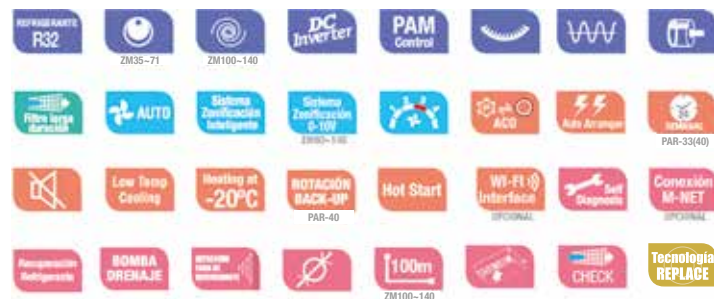 REFRIGERANTE
R32
DC
Inverter
PAM
Control
ZM35~71
ZM100~140
Filtro larga
duración
AUTO
Sistema
Zonificación
Inteligente
Sistema
Zonificación
0-10V
ACO
Auto Arranque
24
SEMANAL
PAR-33(40)
Low Temp
Cooling
Heating at
-20ºC
ROTACIÓN
BACK-UP
Hot Start
WI-FI
Interface
Self
Diagnosis
Conexión
M-NET
PAR-40
OPCIONAL
OPCIONAL
Recuperación
Refrigerante
BOMBA
DRENAJE
100m
CHECK
Tecnología
REPLACE
ZM100~140